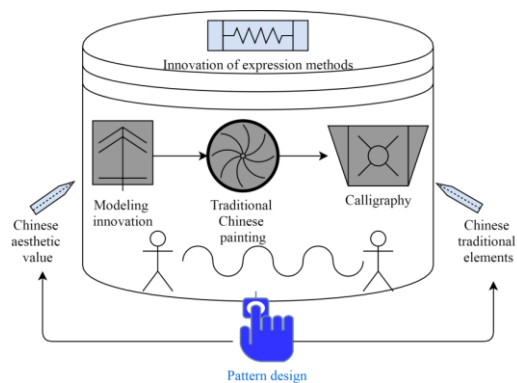 Innovation of expression methods
Modeling
innovation
Traditional
Chinese
painting
Calligraphy
Chinese
aesthetic
value
Chinese
traditional
elements
Pattern design